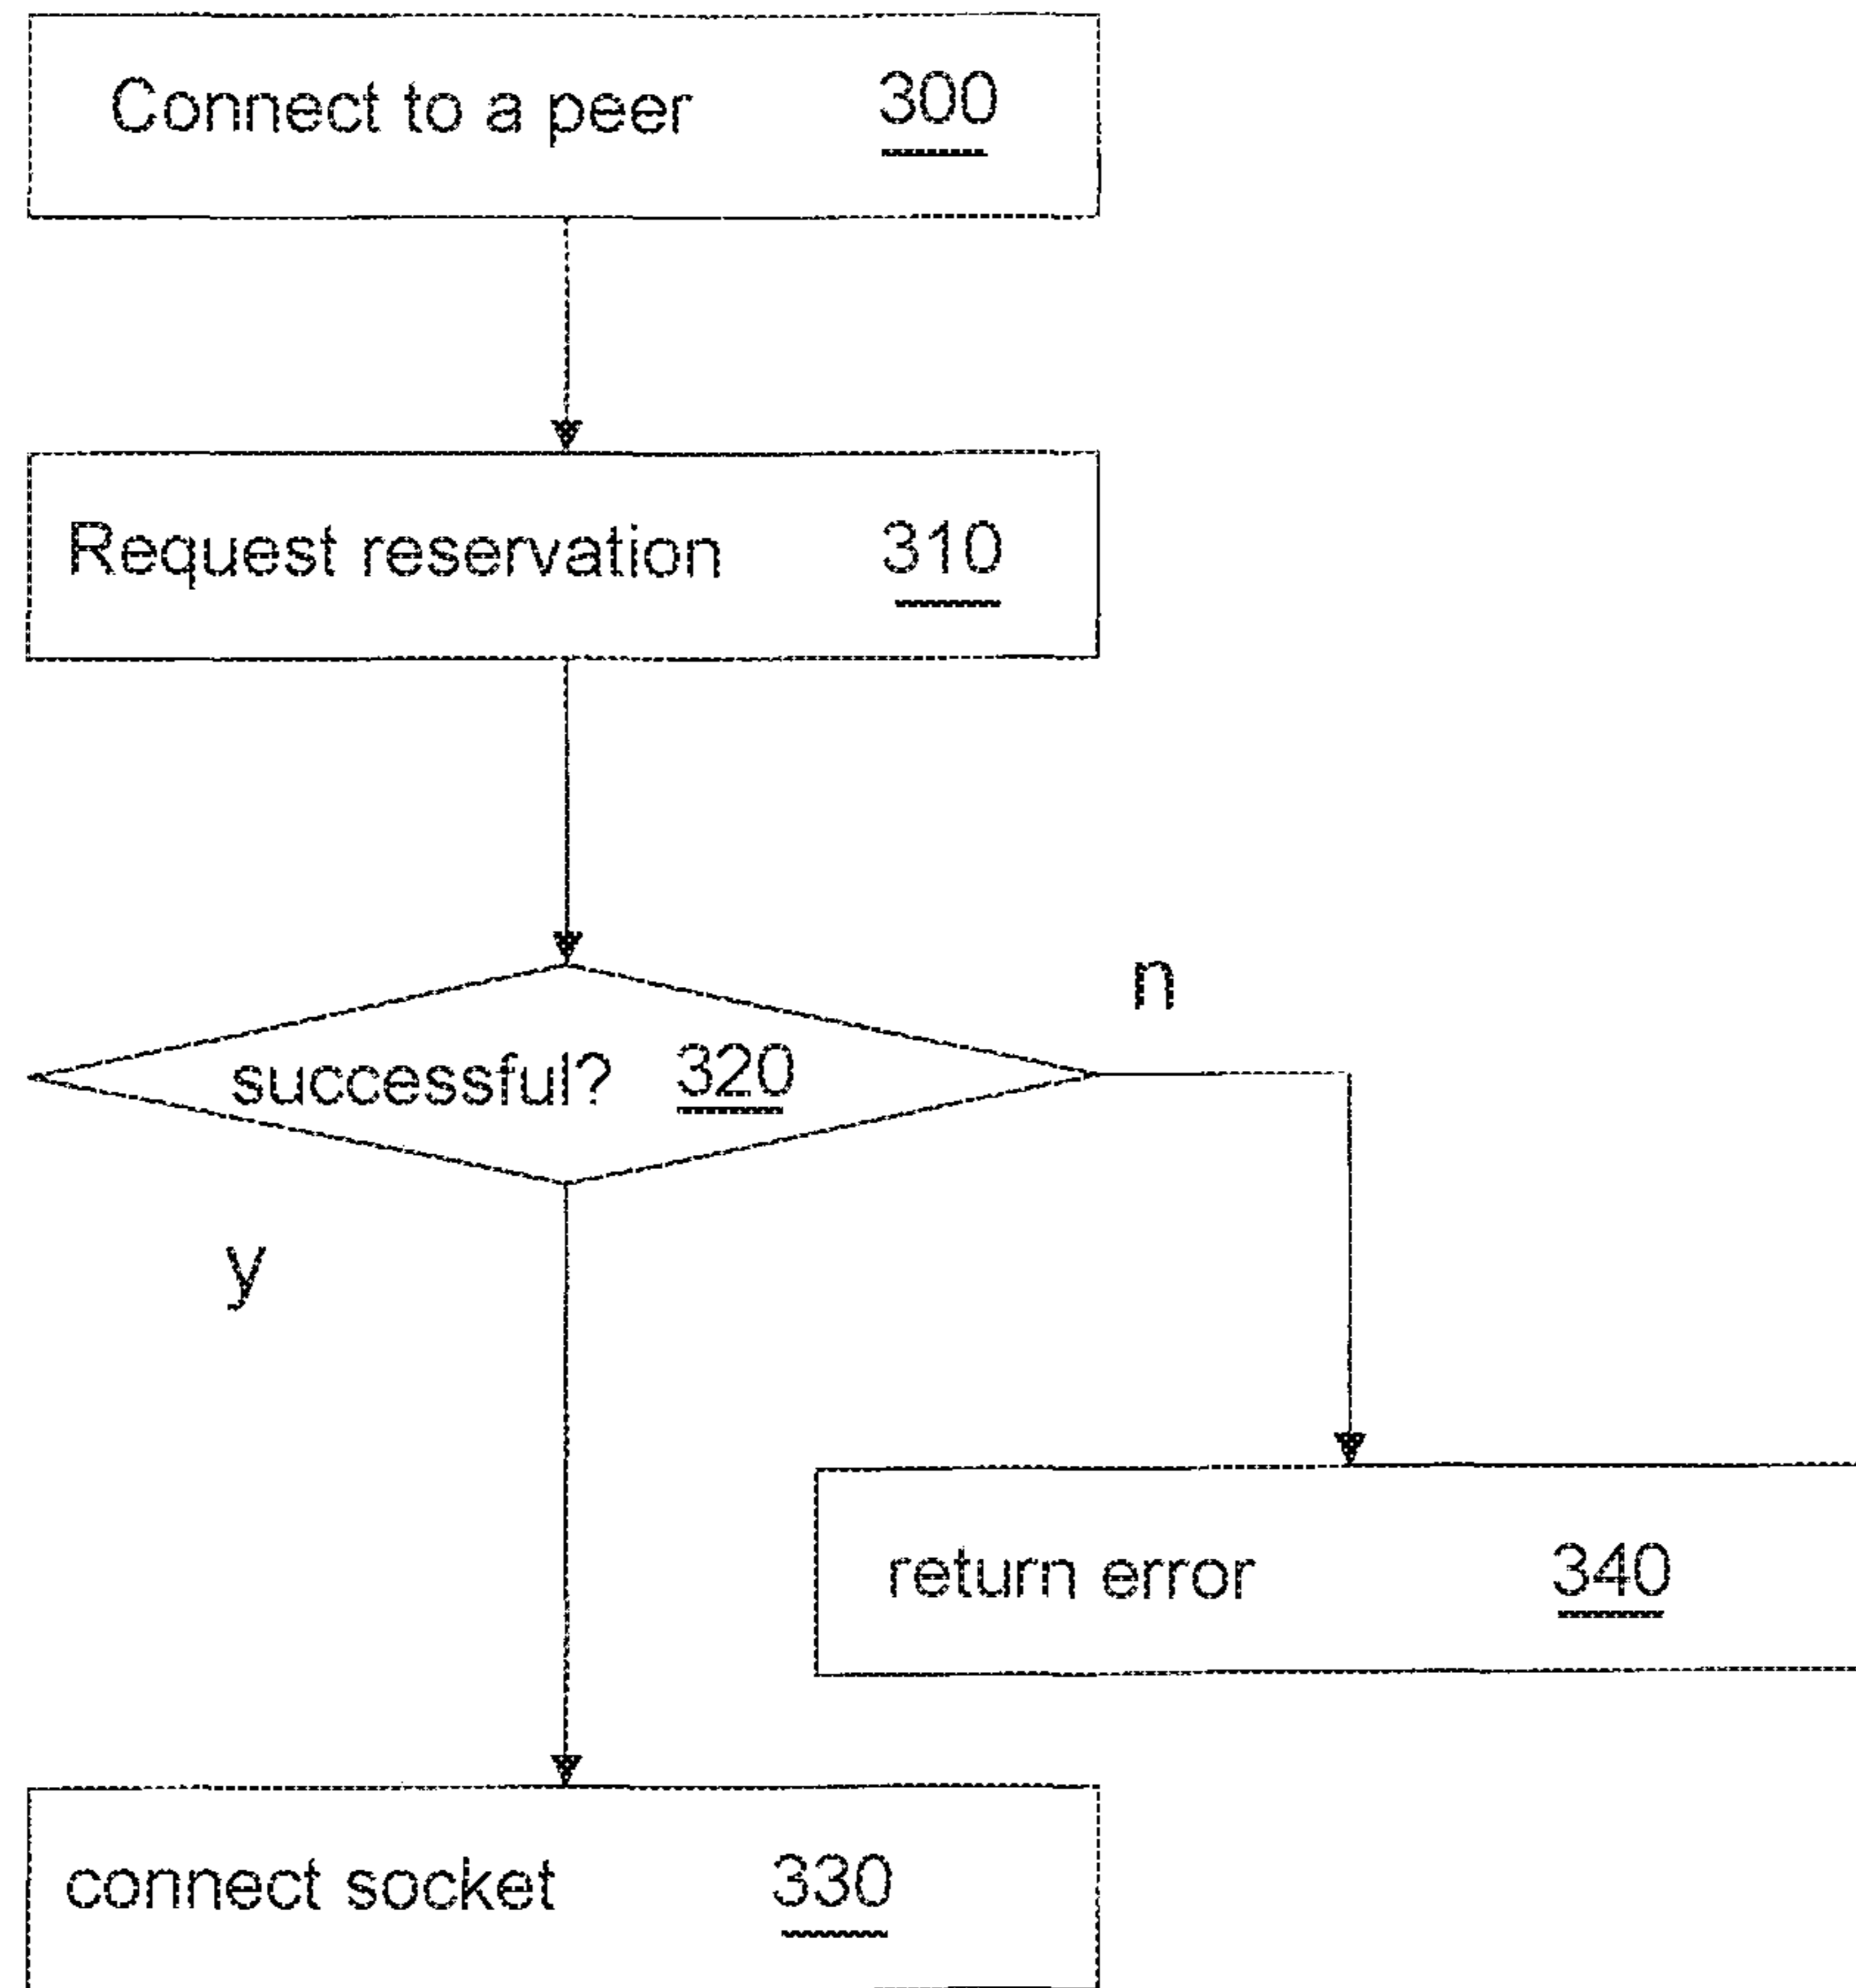 Connect to a peer 300
Request reservation 310
n
successful? 320
y
return error 340
connect socket 330